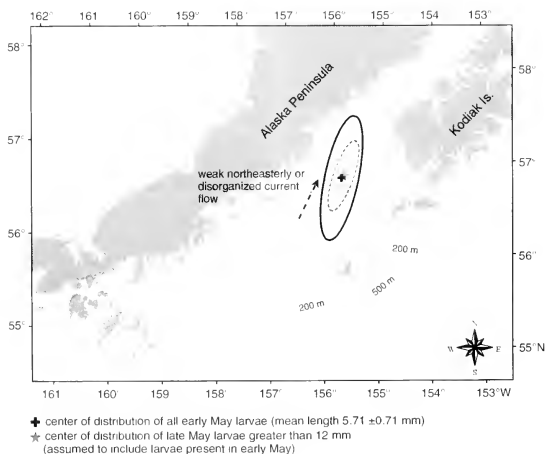 162° 161° 160° 159° 158° 157° 156° 155° 154° 153°
58°
58°
Alaska Peninsula
Kodiak Is.
57°
57°
weak northeasterly or
disorganized current
flow
56°
200 m
56°
500 m
200 m
55°
N
W E
S
55°N
161 160° 159° 158° 157° 156° 155° 154° 153°W
center of distribution of all early May larvae (mean length 5.71 ±0.71 mm)
center of distribution of late May larvae greater than 12 mm
(assumed to include larvae present in early May)